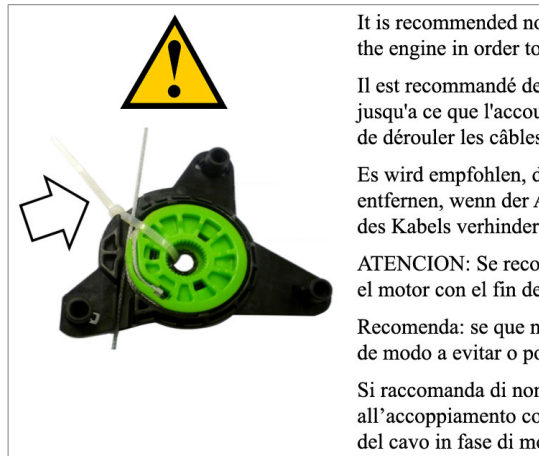 It is recommended
the engine in order to
Il est recommandé de
jusqu'a ce que l'accou
de dérouler les câbles
Es wird empfohlen, d
entfernen, wenn der A
des Kabels verhinder
ATENCION: Se reco
el motor con el fin de
Recomenda: se que n
de modo a evitar o po
Si raccomanda di non
all’accoppiamento co
del cavo in fase di mo